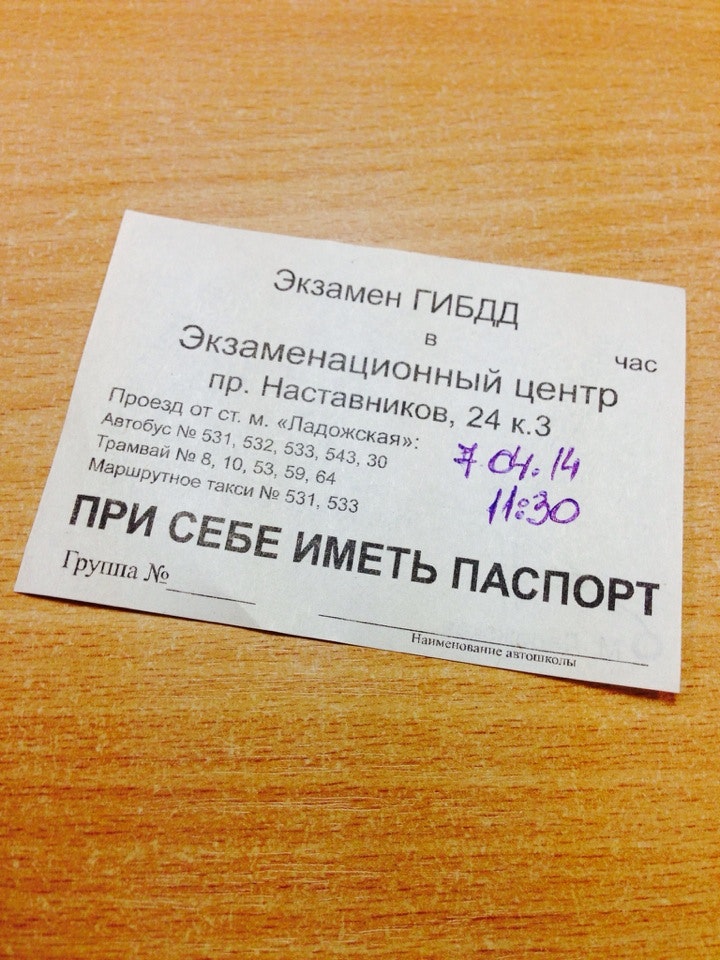 Экзамен ГИБДД
в час
Экзаменационный центр
пр. Наставников, 24 к.3
Проезд от ст. м. «Ладожская»:
Автобус № 531, 532, 533, 543, 30
Трамвай № 8, 10, 53, 59, 64
Маршрутное такси № 531, 533
7 04.14
11:30
ПРИ СЕБЕ ИМЕТЬ ПАСПОРТ
Группа №
Наименование автошколы